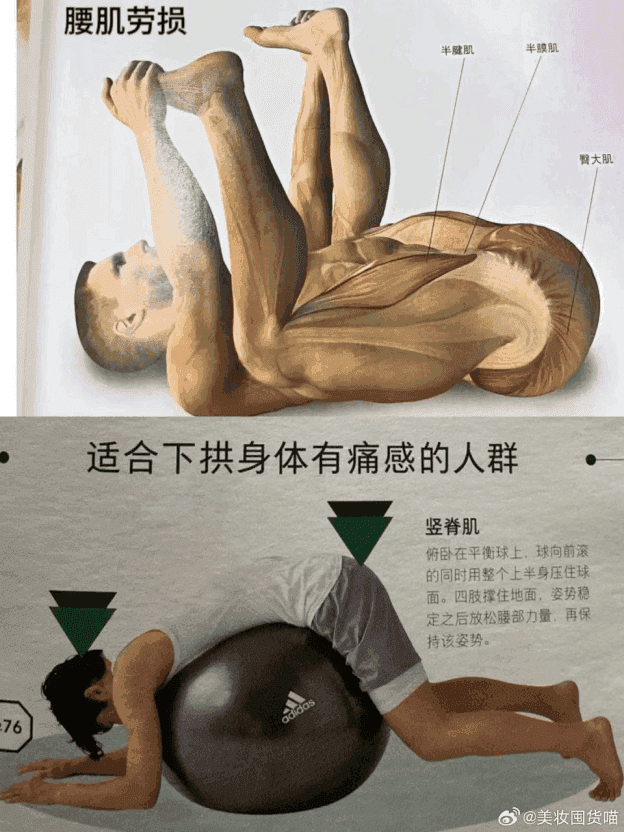 腰肌劳损
半腱肌
半膜肌
臀大肌
适合下拱身体有痛感的人群
竖脊肌
俯卧在平衡球上，球向前滚
的同时用整个上半身压住球
面。四肢撑住地面，姿势稳
定之后放松腰部力量，再保
持该姿势。
adidas
76
@美妆囤货喵